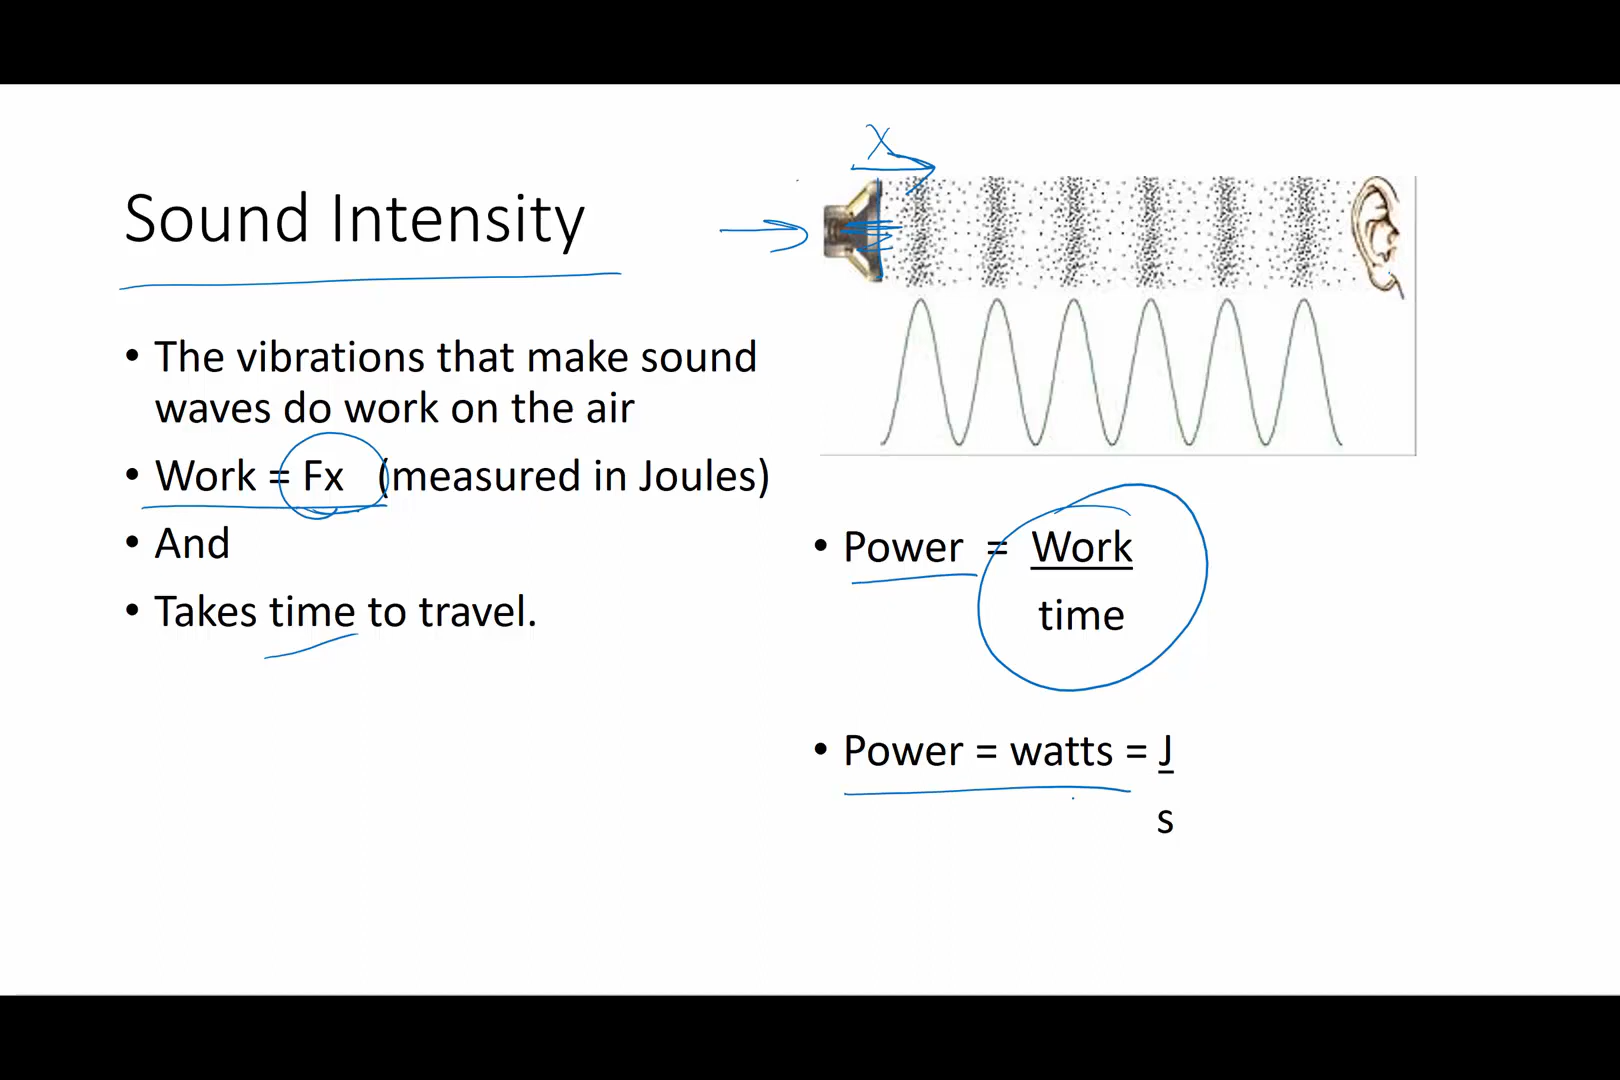 Sound Intensity
• The vibrations that make sound
waves do work on the air
• Work = Fx (measured in Joules)
• And
• Takes time to travel.
X
• Power = Work
time
• Power = watts = J
s